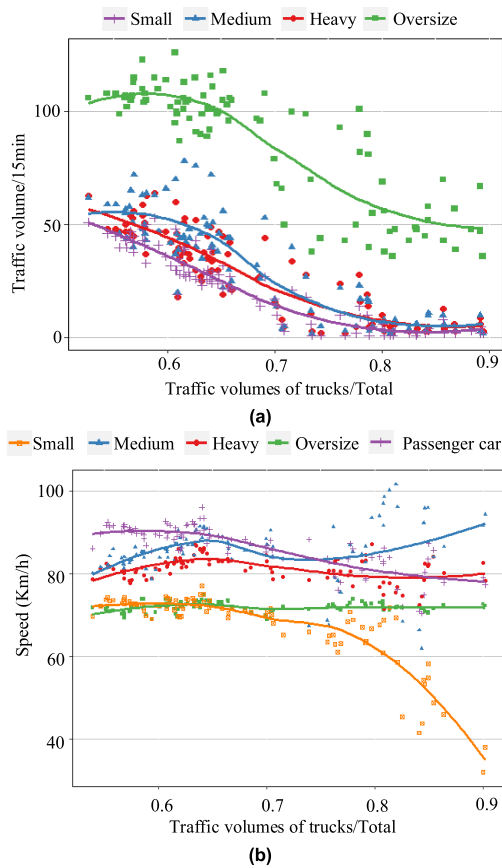 Small Medium Heavy Oversize
100
50
0
Traffic volume/15min
0.6 0.7 0.8 0.9
Traffic volumes of trucks/Total
(a)
Small Medium Heavy Oversize Passenger car
100
80
60
40
Speed (Km/h)
0.6 0.7 0.8 0.9
Traffic volumes of trucks/Total
(b)